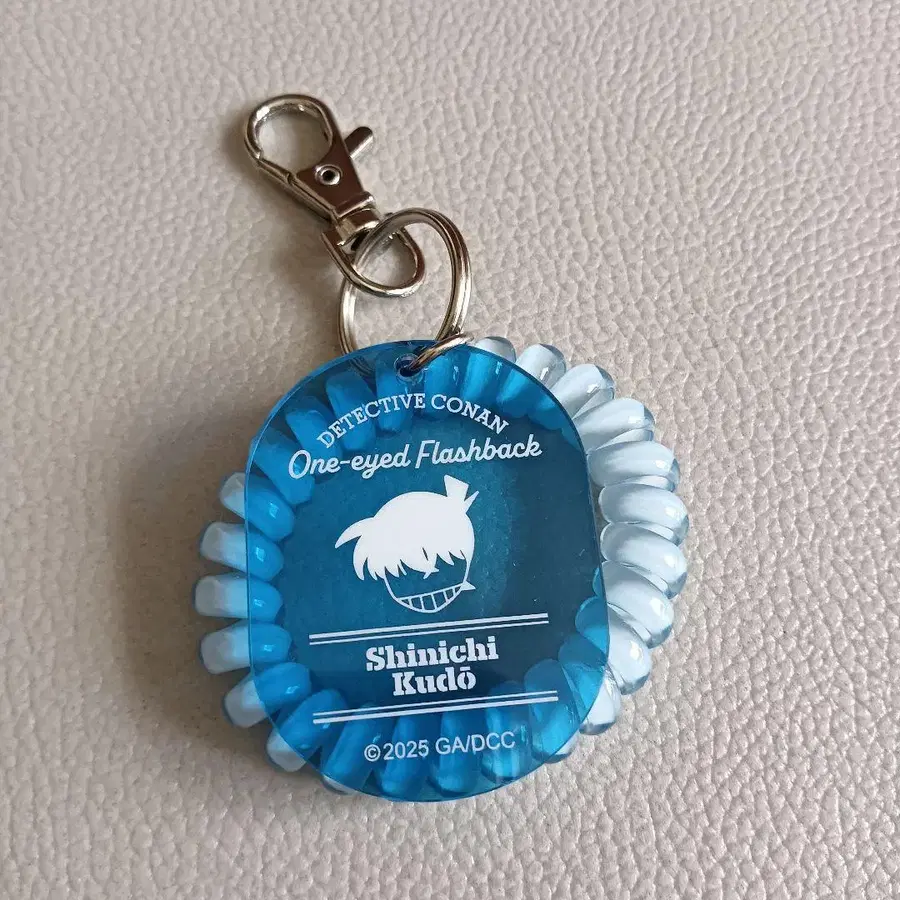 DETECTIVE CONAN
One-eyed Flashback
Shinichi
Kudō
©2025 GA/DCC